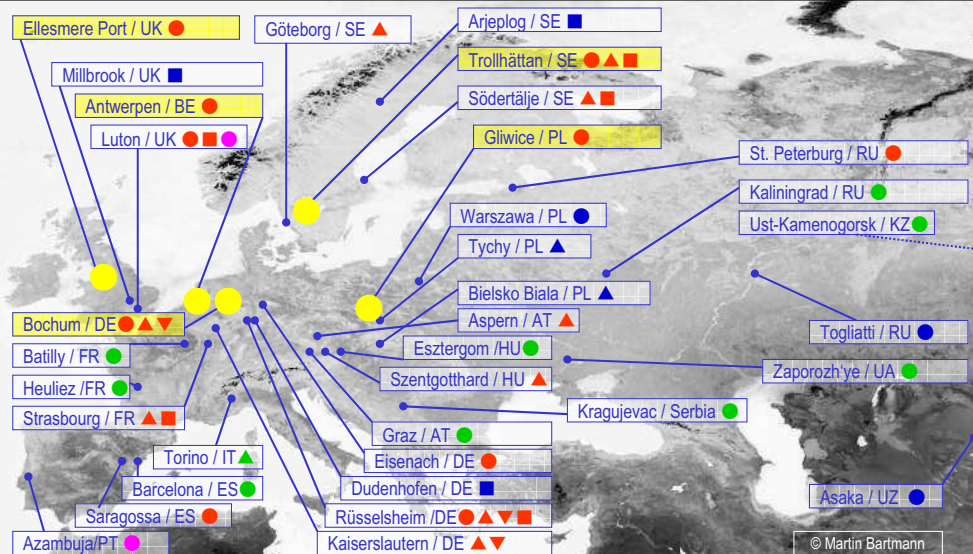 Ellesmere Port / UK
Göteborg / SE
Arjeplog / SE
Millbrook / UK
Trollhättan / SE
Antwerpen / BE
Södertälje / SE
Luton / UK
Gliwice / PL
St. Peterburg / RU
Kaliningrad / RU
Warszawa / PL
Ust-Kamenogorsk / KZ
Tychy / PL
Bielsko Biala / PL
Bochum / DE
Aspern / AT
Togliatti / RU
Batilly / FR
Esztergom /HU
Zaporozh'ye / UA
Heuliez /FR
Szentgotthard / HU
Strasbourg / FR
Kragujevac / Serbia
Graz / AT
Torino / IT
Eisenach / DE
Barcelona / ES
Dudenhofen / DE
Asaka / UZ
Saragossa / ES
Rüsselsheim /DE
Azambuja/PT
Kaiserslautern / DE
© Martin Bartmann